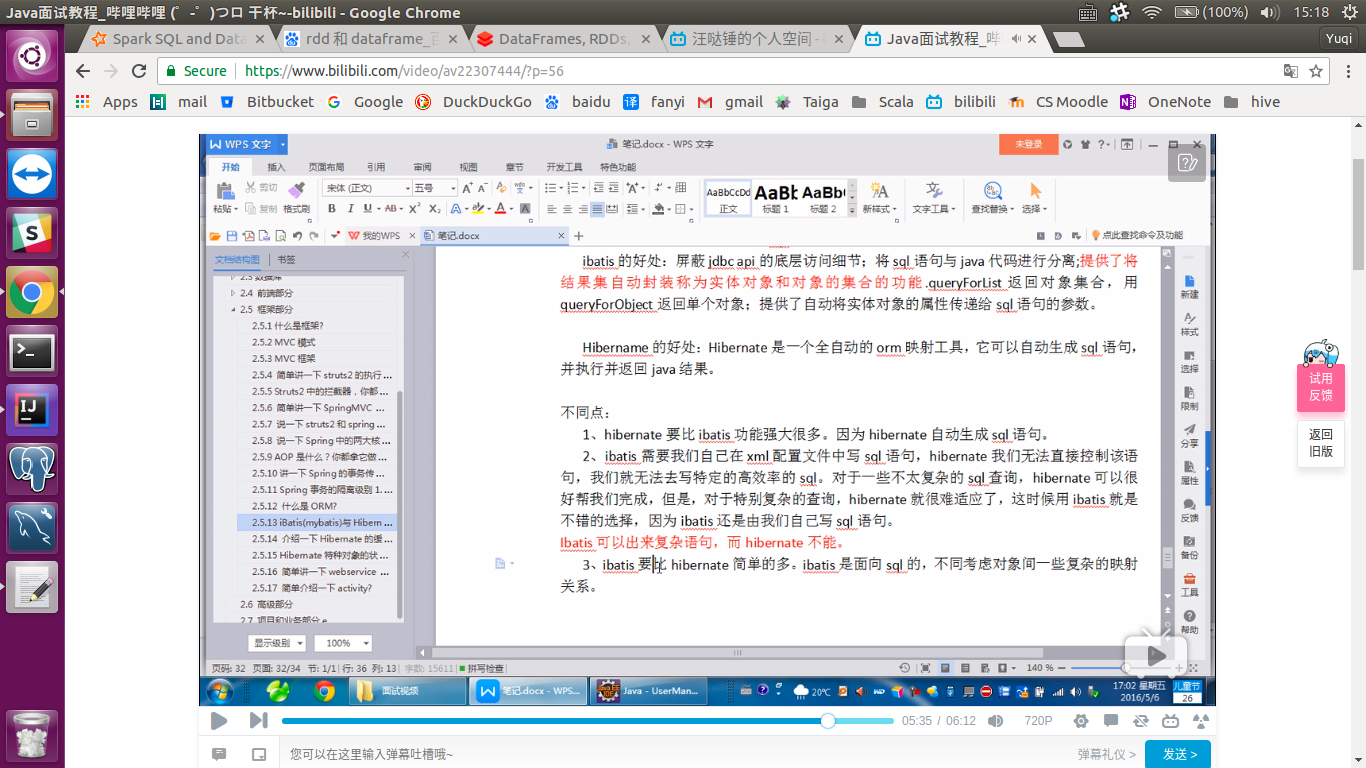 Java面试教程_哔哩哔哩 (゜-゜)つロ 干杯~-bilibili - Google Chrome
(100%) 15:18
Spark SQL and Data
rdd 和 dataframe_百
DataFrames, RDDs,
汪哒锤的个人空间 -
Java面试教程_哔
Yuqi
Secure https://www.bilibili.com/video/av22307444/?p=56
Apps mail Bitbucket Google DuckDuckGo baidu fanyi gmail Taiga Scala bilibili CS Moodle OneNote hive
WPS 文字 笔记.docx - WPS 文字 未登录
开始 插入 页面布局 引用 审阅 视图 章节 开发工具 特色功能
剪切 宋体 (正文) 五号
粘贴 复制 格式刷 B I U AB X² X₂
AaBbCcDd AaBb AaBb(
正文 标题 1 标题 2 新样式 文字工具 查找替换 选择
我的WPS 笔记.docx 点此查找命令及功能
文档结构图 书签
2.3 数据库
2.4 前端部分
2.5 框架部分
2.5.1 什么是框架?
2.5.2 MVC 模式
2.5.3 MVC 框架
2.5.4 简单讲一下 struts2 的执行 ...
2.5.5 Struts2 中的拦截器，你都 ...
2.5.6 简单讲一下 SpringMVC ...
2.5.7 说一下 struts2 和 spring ...
2.5.8 说一下 Spring 中的两大核 ...
2.5.9 AOP 是什么？你都拿它做 ...
2.5.10 讲一下 Spring 的事务传 ...
2.5.11 Spring 事务的隔离级别 1. ...
2.5.12 什么是 ORM?
2.5.13 iBatis(mybatis)与 Hibern ...
2.5.14 介绍一下 Hibernate 的缓 ...
2.5.15 Hibernate 特种对象的状 ...
2.5.16 简单讲一下 webservice ...
2.5.17 简单介绍一下 activity?
2.6 高级部分
2.7 项目和业务部分 e
显示级别 100%
ibatis 的好处：屏蔽 jdbc api 的底层访问细节；将 sql 语句与 java 代码进行分离;提供了将
结果集自动封装称为实体对象和对象的集合的功能.queryForList 返回对象集合，用
queryForObject 返回单个对象；提供了自动将实体对象的属性传递给 sql 语句的参数。
Hibername 的好处：Hibernate 是一个全自动的 orm 映射工具，它可以自动生成 sql 语句，
并执行并返回 java 结果。
不同点：
1、hibernate 要比 ibatis 功能强大很多。因为 hibernate 自动生成 sql 语句。
2、ibatis 需要我们自己在 xml 配置文件中写 sql 语句，hibernate 我们无法直接控制该语
句，我们就无法去写特定的高效率的 sql。对于一些不太复杂的 sql 查询，hibernate 可以很
好帮我们完成，但是，对于特别复杂的查询，hibernate 就很难适应了，这时候用 ibatis 就是
不错的选择，因为 ibatis 还是由我们自己写 sql 语句。
Ibatis 可以出来复杂语句，而 hibernate 不能。
3、ibatis 要比 hibernate 简单的多。ibatis 是面向 sql 的，不同考虑对象间一些复杂的映射
关系。
新建
样式
选择
限制
分享
属性
反馈
备份
工具
帮助
试用
反馈
返回
旧版
页码: 32 页面: 32/34 节: 1/1 行: 36 列: 13 字数: 15611 拼写检查 140 %
面试视频 笔记.docx - WPS... Java - UserMan... 20℃ 17:02 星期五 儿童节
2016/5/6 26
05:35 / 06:12 720P
您可以在这里输入弹幕吐槽哦~ 弹幕礼仪 > 发送 >